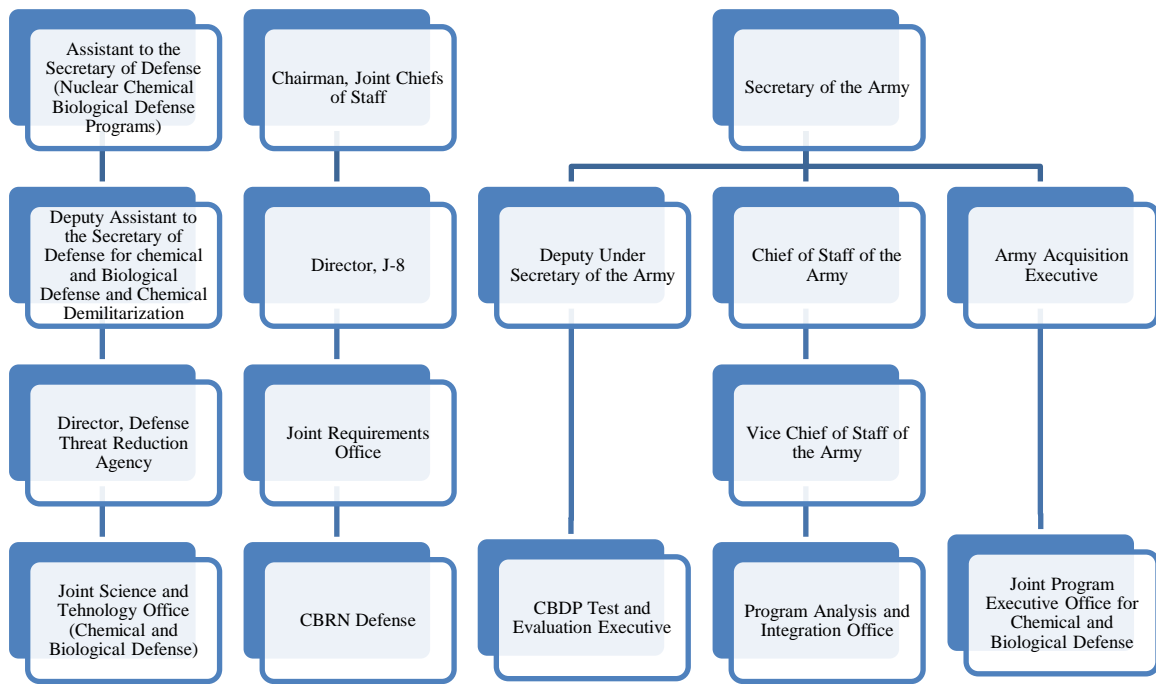 Assistant to the
Secretary of Defense
(Nuclear Chemical
Biological Defense
Programs)
Chairman, Joint Chiefs
of Staff
Secretary of the Army
Deputy Assistant to
the Secretary of
Defense for chemical
and Biological
Defense and Chemical
Demilitarization
Director, J-8
Deputy Under
Secretary of the Army
Chief of Staff of the
Army
Army Acquisition
Executive
Director, Defense
Threat Reduction
Agency
Joint Requirements
Office
Vice Chief of Staff of
the Army
Joint Science and
Tehnology Office
(Chemical and
Biological Defense)
CBRN Defense
CBDP Test and
Evaluation Executive
Program Analysis and
Integration Office
Joint Program
Executive Office for
Chemical and
Biological Defense